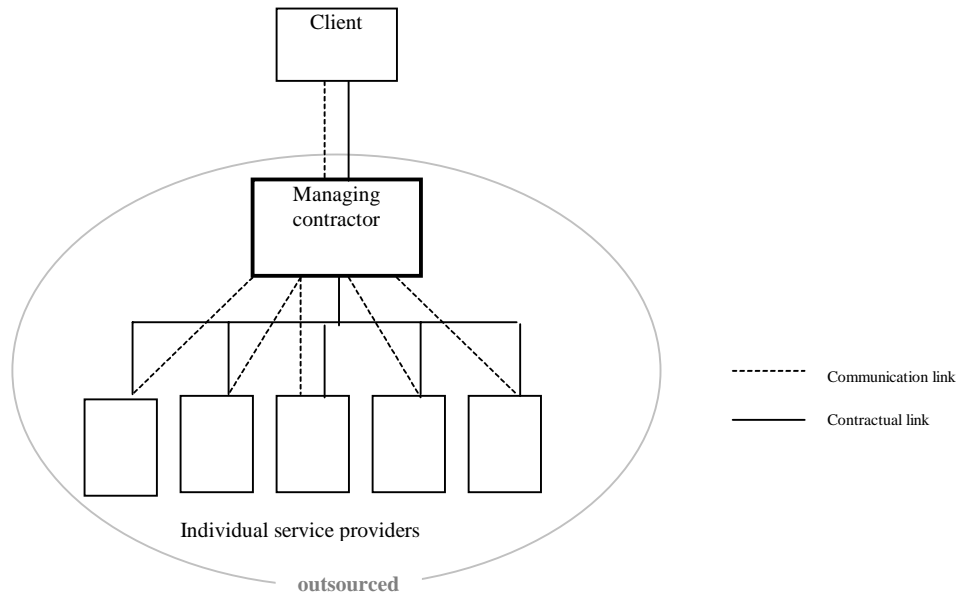 Client
Managing
contractor
Communication link
Contractual link
Individual service providers
outsourced